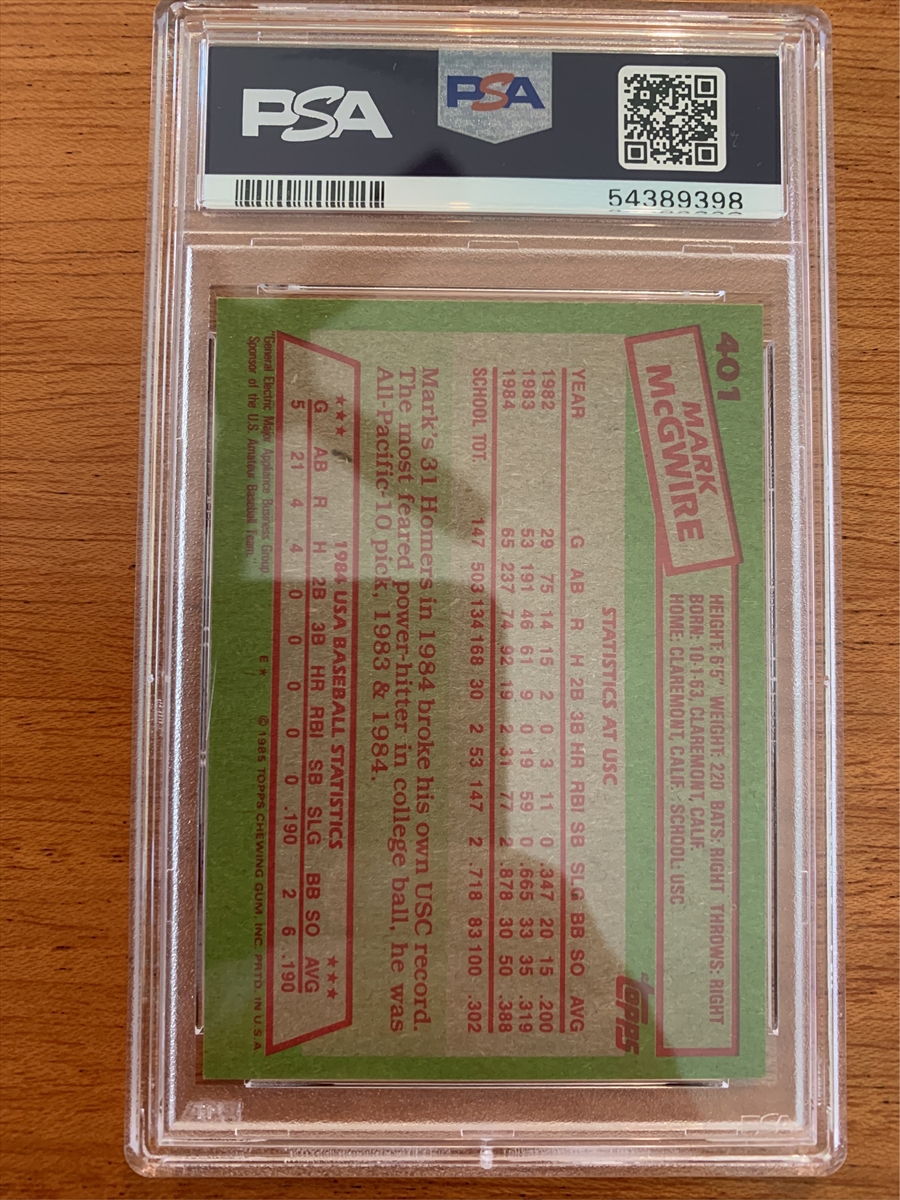 PSA
PSA
54389398
401
MARK
McGWIRE
HEIGHT: 6'5" WEIGHT: 220 BATS: RIGHT THROWS: RIGHT
BORN: 10-1-63, CLAREMONT, CALIF.
HOME: CLAREMONT, CALIF. SCHOOL: USC
topps
STATISTICS AT USC
YEAR G AB R H 2B 3B HR RBI SB SLG BB SO AVG
1982 29 75 14 15 2 0 3 11 0 .347 20 15 .200
1983 53 191 46 61 9 0 19 59 0 .665 33 35 .319
1984 65 237 74 92 19 2 31 77 2 .878 30 50 .388
SCHOOL TOT. 147 503 134 168 30 2 53 147 2 .718 83 100 .302
Mark's 31 Homers in 1984 broke his own USC record.
The most feared power-hitter in college ball, he was
All-Pacific-10 pick, 1983 & 1984.
★★★ 1984 USA BASEBALL STATISTICS ★★★
G AB R H 2B 3B HR RBI SB SLG BB SO AVG
5 21 4 4 0 0 0 0 0 .190 2 6 .190
"General Electric Major Appliance Business Group
Sponsor of the U.S. Amateur Baseball Team."
E* © 1985 TOPPS CHEWING GUM, INC. PRTD. IN U.S.A.
PSA